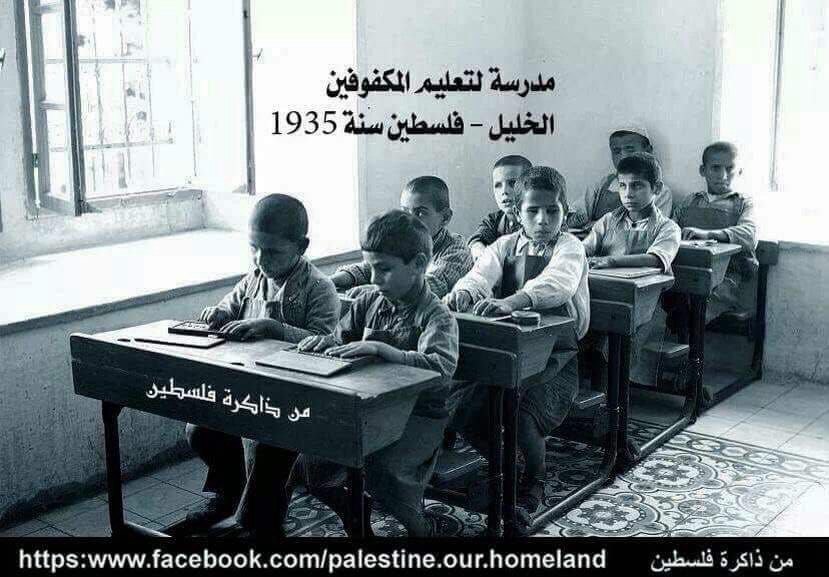 مدرسة لتعليم المكفوفين
الخليل - فلسطين سنة 1935
من ذاكرة فلسطين
https:www.facebook.com/palestine.our.homeland من ذاكرة فلسطين